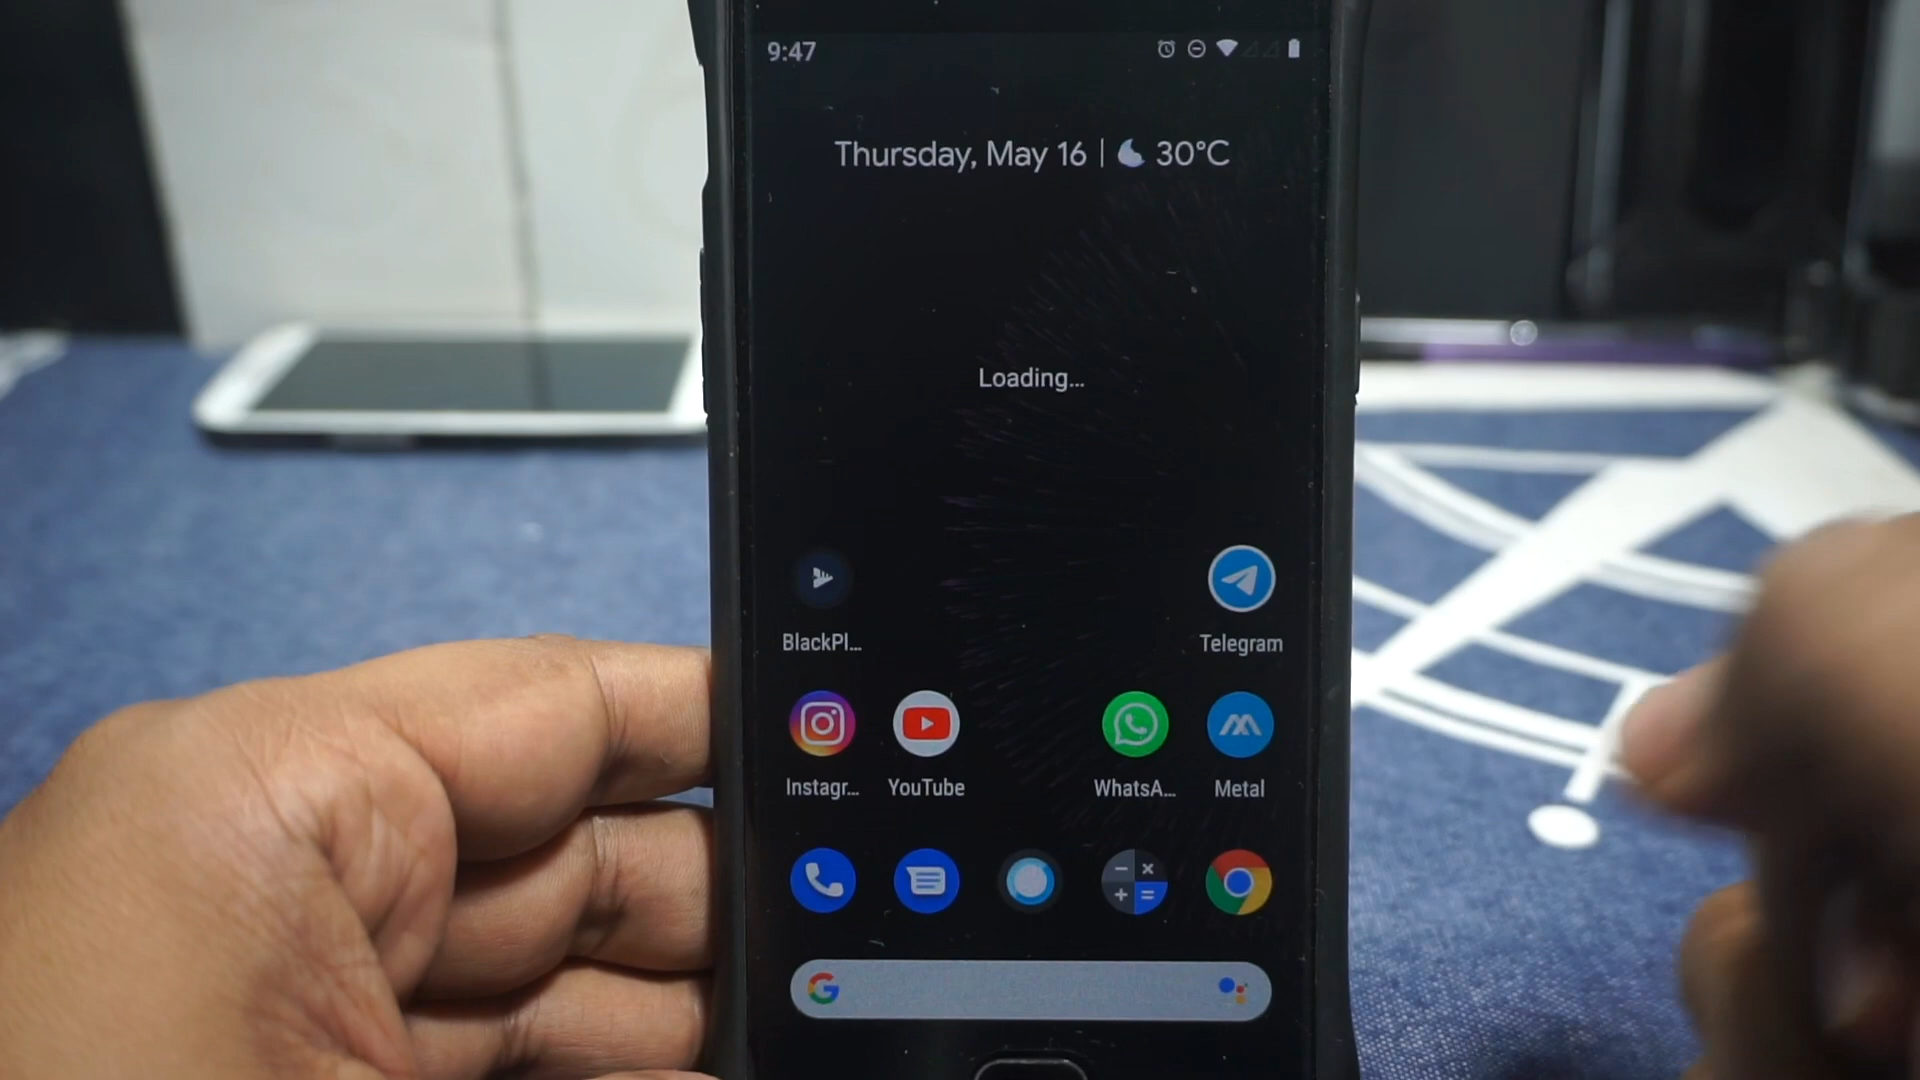 9:47
Thursday, May 16 | 30°C
Loading...
BlackPl...
Telegram
Instagr...
YouTube
WhatsA...
Metal